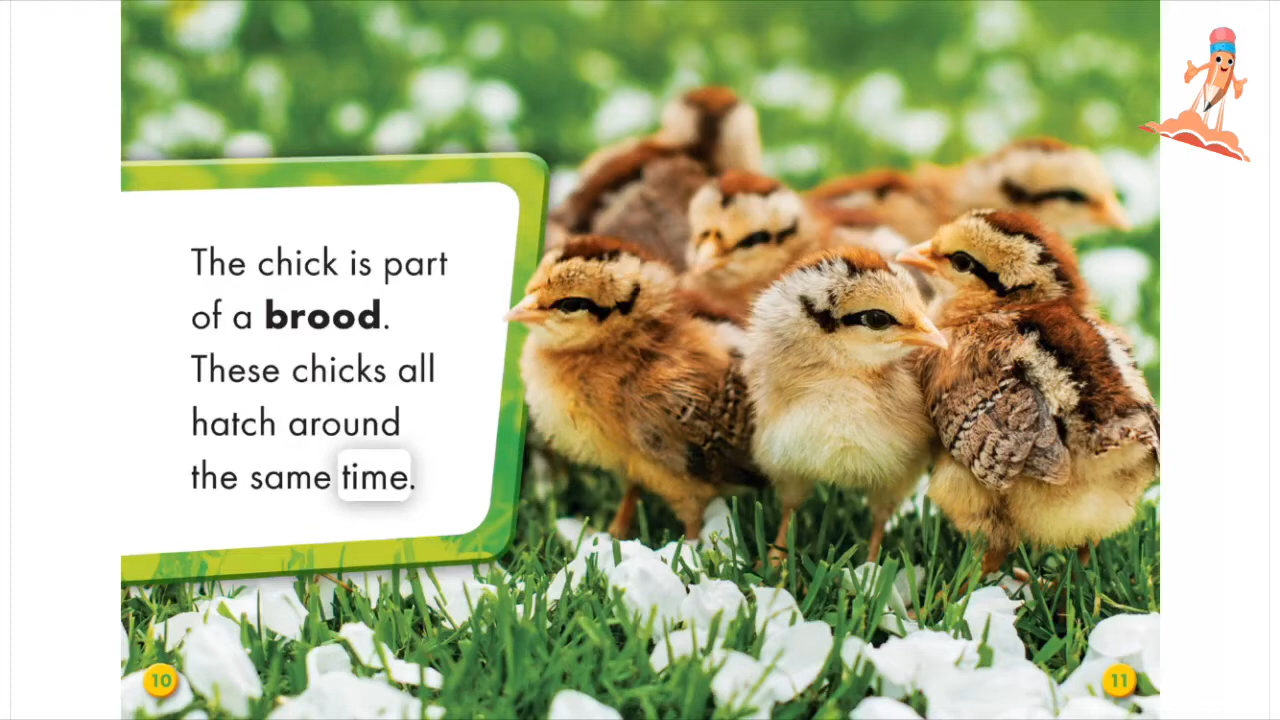 The chick is part
of a brood.
These chicks all
hatch around
the same time.
10
11